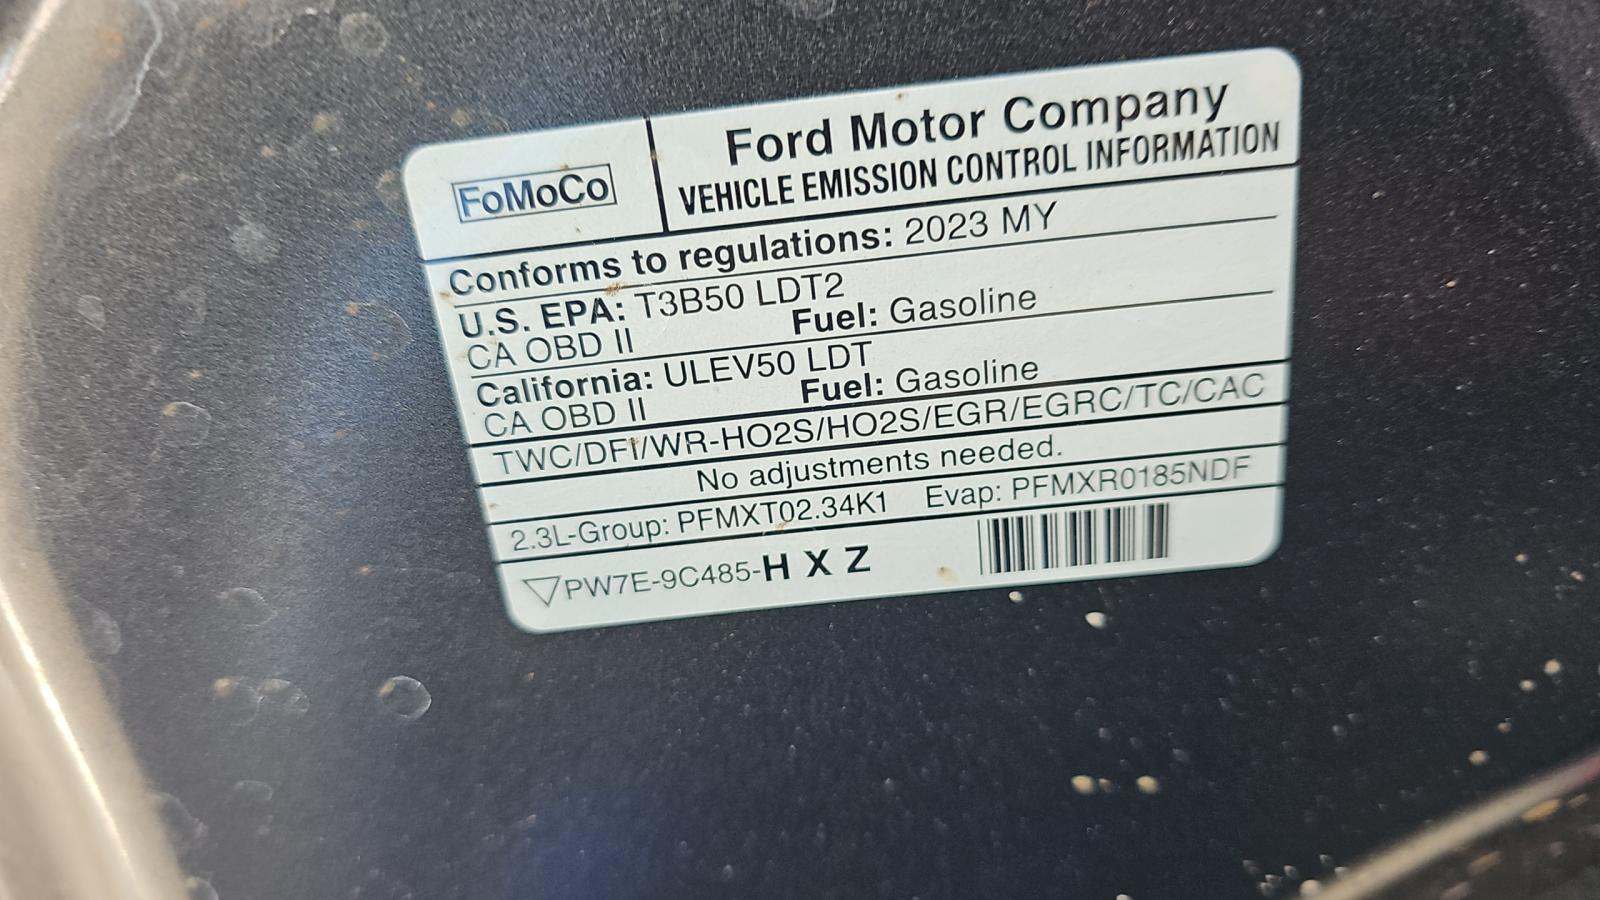 FoMoCo
Ford Motor Company
VEHICLE EMISSION CONTROL INFORMATION
Conforms to regulations: 2023 MY
U.S. EPA: T3B50 LDT2
CA OBD II Fuel: Gasoline
California: ULEV50 LDT
CA OBD II Fuel: Gasoline
TWC/DFI/WR-HO2S/HO2S/EGR/EGRC/TC/CAC
No adjustments needed.
2.3L-Group: PFMXT02.34K1 Evap: PFMXR0185NDF
PW7E-9C485-H X Z